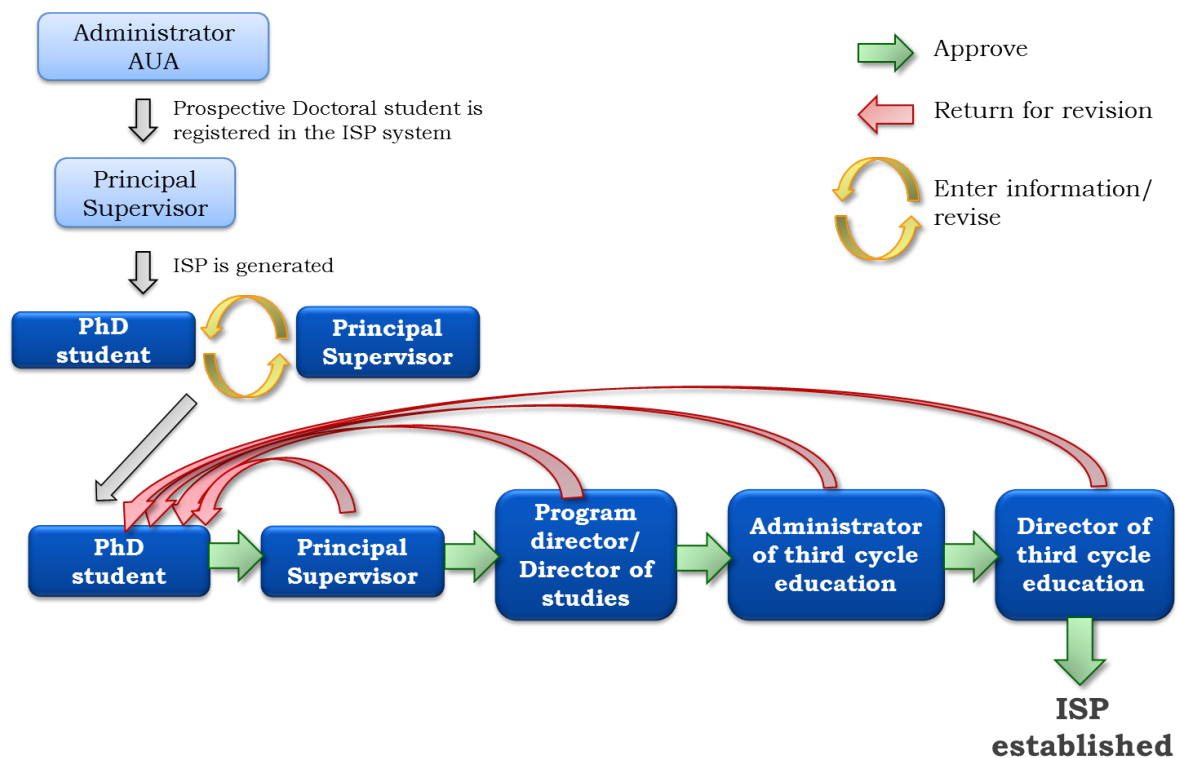 Administrator
AUA
Approve
Prospective Doctoral student is
registered in the ISP system
Return for revision
Principal
Supervisor
Enter information/
revise
ISP is generated
PhD
student
Principal
Supervisor
PhD
student
Principal
Supervisor
Program
director/
Director of
studies
Administrator
of third cycle
education
Director of
third cycle
education
ISP
established